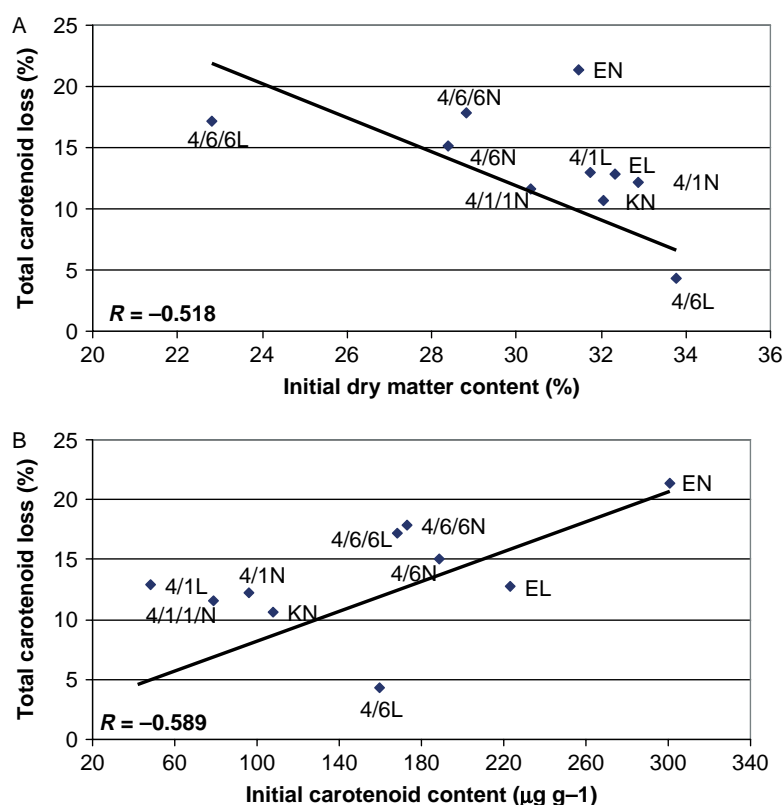 A
Total carotenoid loss (%)
25
20
15
10
5
0
EN
4/6/6N
4/6/6L
4/6N
4/1L
EL
4/1N
4/1/1N
KN
4/6L
R = –0.518
20 22 24 26 28 30 32 34 36
Initial dry matter content (%)
B
Total carotenoid loss (%)
25
20
15
10
5
0
EN
4/6/6N
4/6/6L
4/6N
4/1N
4/1L
EL
4/1/1/N
KN
4/6L
R = –0.589
20 60 100 140 180 220 260 300 340
Initial carotenoid content (µg g–1)